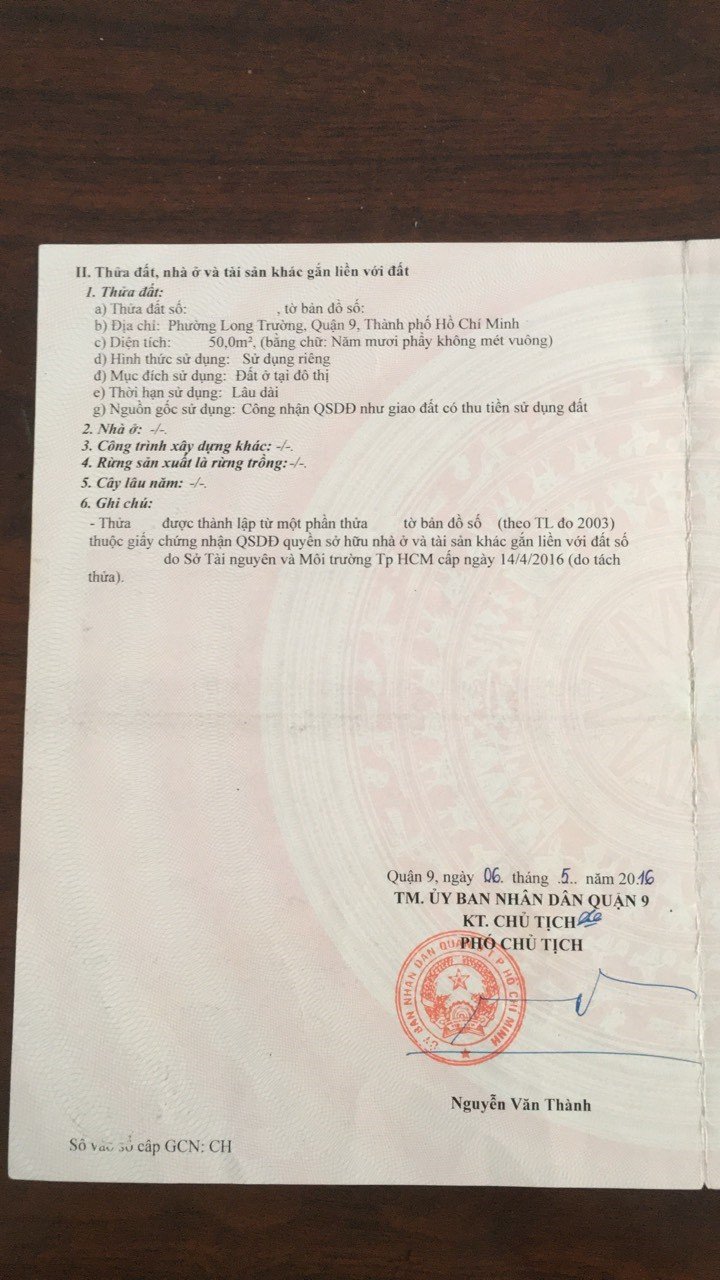 II. Thửa đất, nhà ở và tài sản khác gắn liền với đất
1. Thửa đất:
a) Thửa đất số: , tờ bản đồ số:
b) Địa chỉ: Phường Long Trường, Quận 9, Thành phố Hồ Chí Minh
c) Diện tích: 50,0m², (bằng chữ: Năm mươi phẩy không mét vuông)
d) Hình thức sử dụng: Sử dụng riêng
đ) Mục đích sử dụng: Đất ở tại đô thị
e) Thời hạn sử dụng: Lâu dài
g) Nguồn gốc sử dụng: Công nhận QSDĐ như giao đất có thu tiền sử dụng đất
2. Nhà ở: -/-.
3. Công trình xây dựng khác: -/-.
4. Rừng sản xuất là rừng trồng: -/-.
5. Cây lâu năm: -/-.
6. Ghi chú:
- Thửa được thành lập từ một phần thửa tờ bản đồ số (theo TL đo 2003)
thuộc giấy chứng nhận QSDĐ quyền sở hữu nhà ở và tài sản khác gắn liền với đất số
do Sở Tài nguyên và Môi trường Tp HCM cấp ngày 14/4/2016 (do tách
thửa).
Quận 9, ngày 06. tháng .5.. năm 2016
TM. ỦY BAN NHÂN DÂN QUẬN 9
KT. CHỦ TỊCH
PHÓ CHỦ TỊCH
ỦY BAN NHÂN DÂN QUẬN 9 T.P HỒ CHÍ MINH
Nguyễn Văn Thành
Số vào sổ cấp GCN: CH